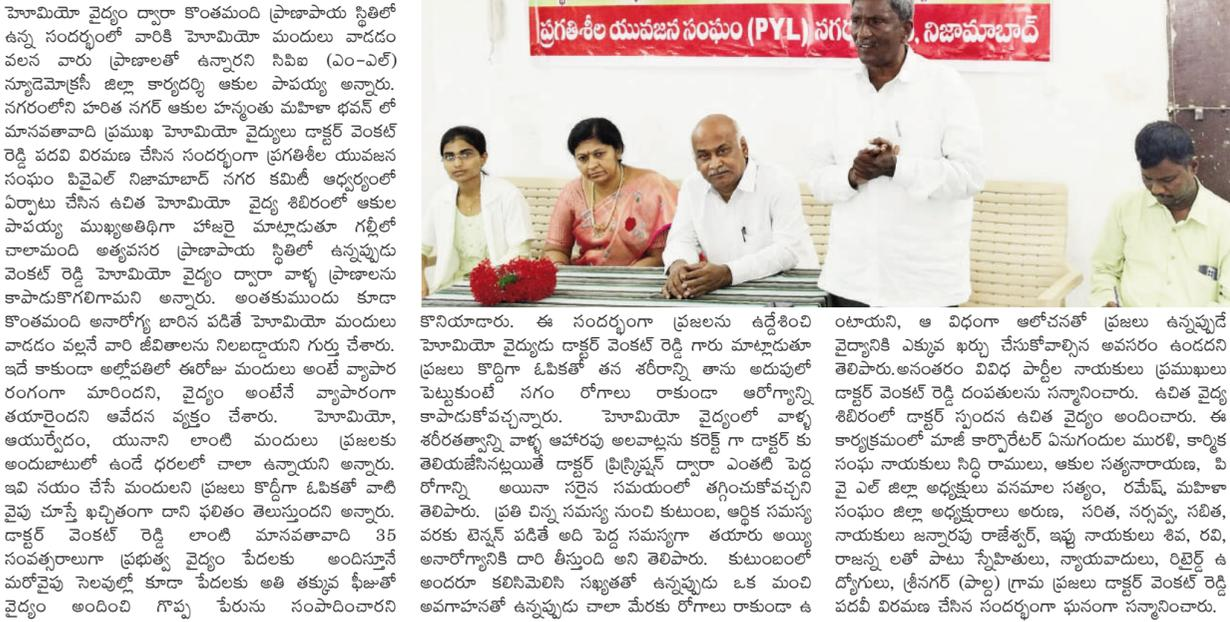 ప్రగతిశీల యువజన సంఘం (PYL) నగర , నిజామాబాద్
హెూమియో వైద్యం ద్వారా కొంతమంది ప్రాణాపాయ స్థితిలో
ఉన్న సందర్భంలో వారికి హెూమియో మందులు వాడడం
వలన వారు ప్రాణాలతో ఉన్నారని సిపిఐ (ఎం-ఎల్)
న్యూడెమోక్రసీ జిల్లా కార్యదర్శి ఆకుల పాపయ్య అన్నారు.
నగరంలోని హరిత నగర్ ఆకుల హన్మంతు మహిళా భవన్ లో
మానవతావాది ప్రముఖ హెూమియో వైద్యులు డాక్టర్ వెంకట్
రెడ్డి పదవి విరమణ చేసిన సందర్భంగా ప్రగతిశీల యువజన
సంఘం పివైఎల్ నిజామాబాద్ నగర కమిటీ ఆధ్వర్యంలో
ఏర్పాటు చేసిన ఉచిత హెూమియో వైద్య శిబిరంలో ఆకుల
పాపయ్య ముఖ్యఅతిథిగా హాజరై మాట్లాడుతూ గల్లీలో
చాలామంది అత్యవసర ప్రాణాపాయ స్థితిలో ఉన్నప్పుడు
వెంకట్ రెడ్డి హెూమియో వైద్యం ద్వారా వాళ్ళ ప్రాణాలను
కాపాడుకొగలిగామని అన్నారు. అంతకుముందు కూడా
కొంతమంది అనారోగ్య బారిన పడితే హెూమియో మందులు
వాడడం వల్లనే వారి జీవితాలను నిలబడ్డాయని గుర్తు చేశారు.
ఇదే కాకుండా అల్లోపతిలో ఈరోజు మందులు అంటే వ్యాపార
రంగంగా మారిందని, వైద్యం అంటేనే వ్యాపారంగా
తయారైందని ఆవేదన వ్యక్తం చేశారు. హెూమియో,
ఆయుర్వేదం, యునాని లాంటి మందులు ప్రజలకు
అందుబాటులో ఉండే ధరలలో చాలా ఉన్నాయని అన్నారు.
ఇవి నయం చేసే మందులని ప్రజలు కొద్దీగా ఓపికతో వాటి
వైపు చూస్తే ఖచ్చితంగా దాని ఫలితం తెలుస్తుందని అన్నారు.
డాక్టర్ వెంకట్ రెడ్డి లాంటి మానవతావాది 35
సంవత్సరాలుగా ప్రభుత్వ వైద్యం పేదలకు అందిస్తూనే
మరోవైపు సెలవుల్లో కూడా పేదలకు అతి తక్కువ ఫీజుతో
వైద్యం అందించి గొప్ప పేరును సంపాదించారని
కొనియాడారు. ఈ సందర్భంగా ప్రజలను ఉద్దేశించి
హెూమియో వైద్యుడు డాక్టర్ వెంకట్ రెడ్డి గారు మాట్లాడుతూ
ప్రజలు కొద్దిగా ఓపికతో తన శరీరాన్ని తాను అదుపులో
పెట్టుకుంటే సగం రోగాలు రాకుండా ఆరోగ్యాన్ని
కాపాడుకోవచ్చన్నారు. హెూమియో వైద్యంలో వాళ్ళ
శరీరతత్వాన్ని వాళ్ళ ఆహారపు అలవాట్లను కరెక్ట్ గా డాక్టర్ కు
తెలియజేసినట్లయితే డాక్టర్ ప్రిస్క్రిప్షన్ ద్వారా ఎంతటి పెద్ద
రోగాన్ని అయినా సరైన సమయంలో తగ్గించుకోవచ్చని
తెలిపారు. ప్రతి చిన్న సమస్య నుంచి కుటుంబ, ఆర్థిక సమస్య
వరకు టెన్షన్ పడితే అది పెద్ద సమస్యగా తయారు అయ్యి
అనారోగ్యానికి దారి తీస్తుంది అని తెలిపారు. కుటుంబంలో
అందరూ కలిసిమెలిసి సఖ్యతతో ఉన్నప్పుడు ఒక మంచి
అవగాహనతో ఉన్నప్పుడు చాలా మేరకు రోగాలు రాకుండా ఉ
ంటాయని, ఆ విధంగా ఆలోచనతో ప్రజలు ఉన్నప్పుడే
వైద్యానికి ఎక్కువ ఖర్చు చేసుకోవాల్సిన అవసరం ఉండదని
తెలిపారు.అనంతరం వివిధ పార్టీల నాయకులు ప్రముఖులు
డాక్టర్ వెంకట్ రెడ్డి దంపతులను సన్మానించారు. ఉచిత వైద్య
శిబిరంలో డాక్టర్ స్పందన ఉచిత వైద్యం అందించారు. ఈ
కార్యక్రమంలో మాజీ కార్పొరేటర్ ఏనుగందుల మురళి, కార్మిక
సంఘ నాయకులు సిద్ధి రాములు, ఆకుల సత్యనారాయణ, పి
వై ఎల్ జిల్లా అధ్యక్షులు వనమాల సత్యం, రమేష్, మహిళా
సంఘం జిల్లా అధ్యక్షురాలు అరుణ, సరిత, నర్సవ్వ, సబిత,
నాయకులు జన్నారపు రాజేశ్వర్, ఇఫ్టు నాయకులు శివ, రవి,
రాజన్న లతో పాటు స్నేహితులు, న్యాయవాదులు, రిటైర్డ్ ఉ
ద్యోగులు, శ్రీనగర్ (పాల్ద) గ్రామ ప్రజలు డాక్టర్ వెంకట్ రెడ్డి
పదవీ విరమణ చేసిన సందర్భంగా ఘనంగా సన్మానించారు.